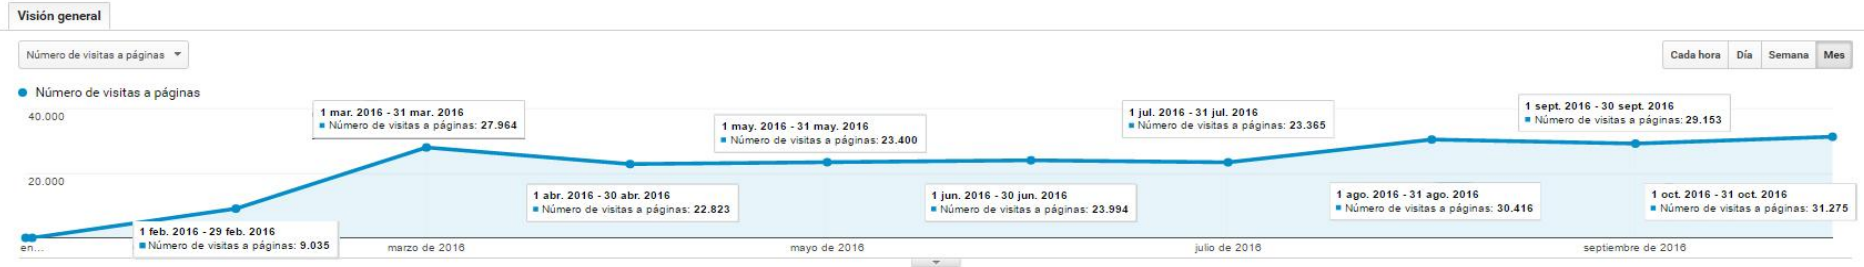 Visión general
Número de visitas a páginas
Cada hora Día Semana Mes
Número de visitas a páginas
40.000
20.000
1 mar. 2016 - 31 mar. 2016
Número de visitas a páginas: 27.964
1 may. 2016 - 31 may. 2016
Número de visitas a páginas: 23.400
1 jul. 2016 - 31 jul. 2016
Número de visitas a páginas: 23.365
1 sept. 2016 - 30 sept. 2016
Número de visitas a páginas: 29.153
1 feb. 2016 - 29 feb. 2016
Número de visitas a páginas: 9.035
1 abr. 2016 - 30 abr. 2016
Número de visitas a páginas: 22.823
1 jun. 2016 - 30 jun. 2016
Número de visitas a páginas: 23.994
1 ago. 2016 - 31 ago. 2016
Número de visitas a páginas: 30.416
1 oct. 2016 - 31 oct. 2016
Número de visitas a páginas: 31.275
en...
marzo de 2016
mayo de 2016
julio de 2016
septiembre de 2016